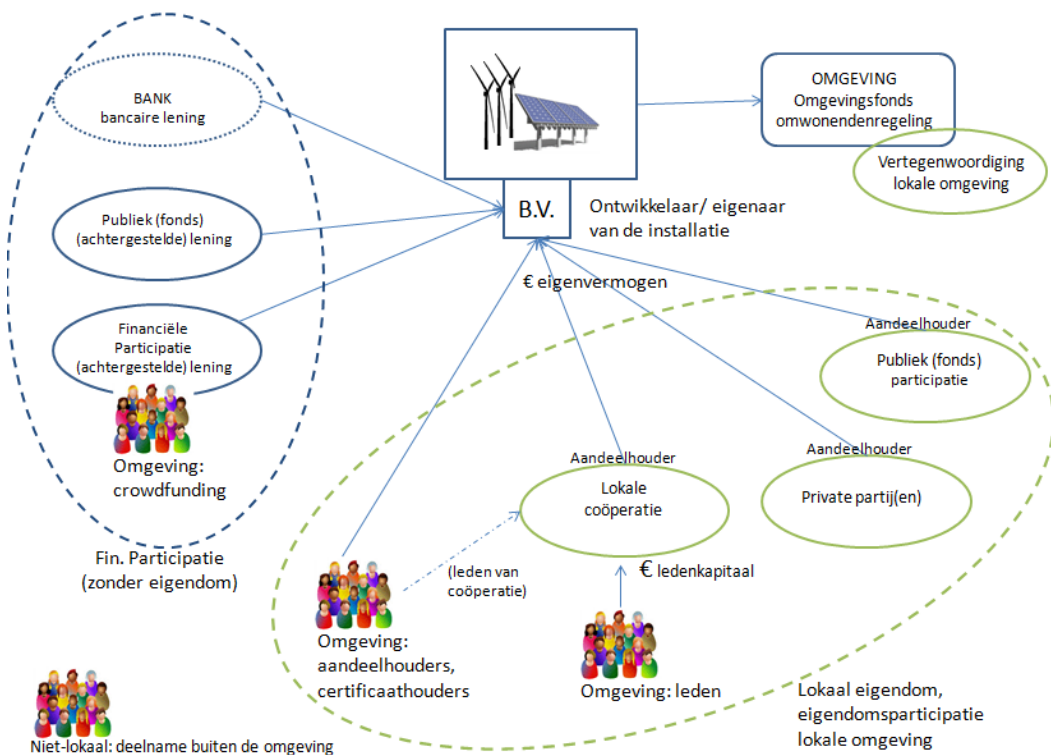 BANK
bancaire lening
Publiek (fonds)
(achtergestelde) lening
Financiële
Participatie
(achtergestelde) lening
Omgeving:
crowdfunding
Fin. Participatie
(zonder eigendom)
B.V.
Ontwikkelaar/ eigenaar
van de installatie
€ eigenvermogen
OMGEVING
Omgevingsfonds
omwonendenregeling
Vertegenwoordiging
lokale omgeving
Aandeelhouder
Publiek (fonds)
participatie
Aandeelhouder
Private partij(en)
Aandeelhouder
Lokale
coöperatie
(leden van
coöperatie)
€ ledenkapitaal
Omgeving:
aandeelhouders,
certificaathouders
Omgeving: leden
Lokaal eigendom,
eigendomsparticipatie
lokale omgeving
Niet-lokaal: deelname buiten de omgeving